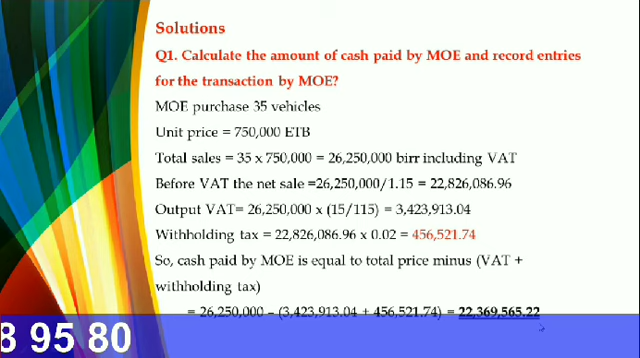 Solutions
Q1. Calculate the amount of cash paid by MOE and record entries
for the transaction by MOE?
MOE purchase 35 vehicles
Unit price = 750,000 ETB
Total sales = 35 x 750,000 = 26,250,000 birr including VAT
Before VAT the net sale =26,250,000/1.15 = 22,826,086.96
Output VAT= 26,250,000 x (15/115) = 3,423,913.04
Withholding tax = 22,826,086.96 x 0.02 = 456,521.74
So, cash paid by MOE is equal to total price minus (VAT +
withholding tax)
= 26,250,000 – (3,423,913.04 + 456,521.74) = 22,369,565.22
8 95 80